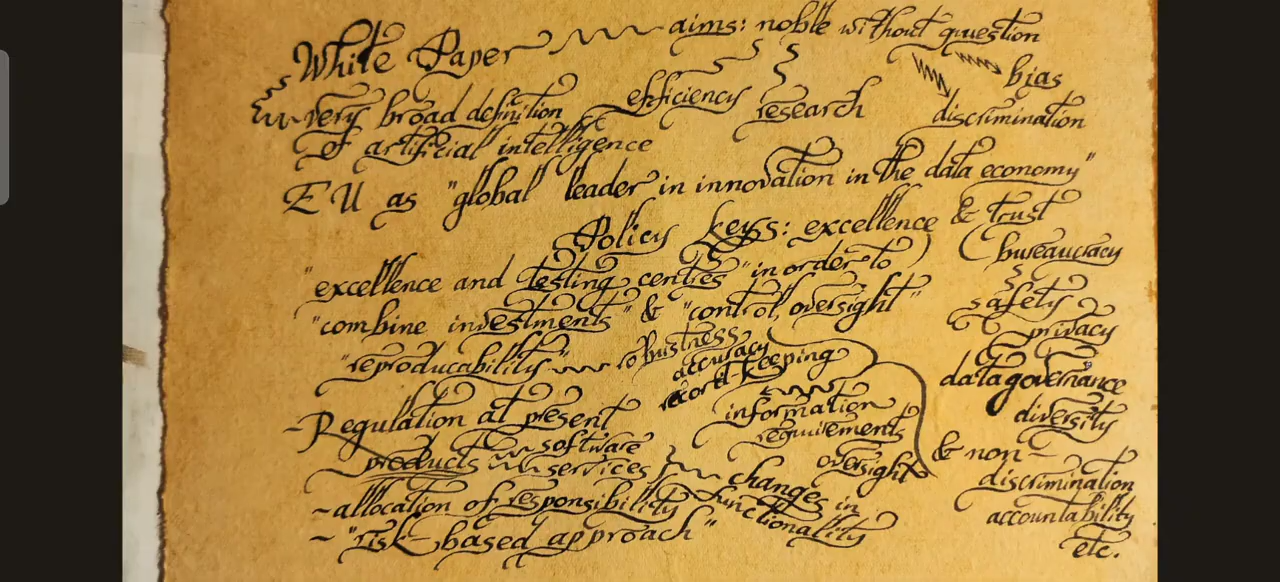 White Paper aims: noble without question
bias
very broad definition efficiency research discrimination
of artificial intelligence
EU as "global leader in innovation in the data economy"
Policy keys: excellence & trust
"excellence and testing centres" in order to (bureaucracy
"combine investments" & "control, oversight" safety
privacy
"reproducability" robustness
accuracy
record-keeping
data governance
information
requirements
oversight
diversity
& non-
discrimination
accountability
etc.
- Regulation at present
products software
services changes in
functionality
~ allocation of responsibility
~ "risk-based approach"